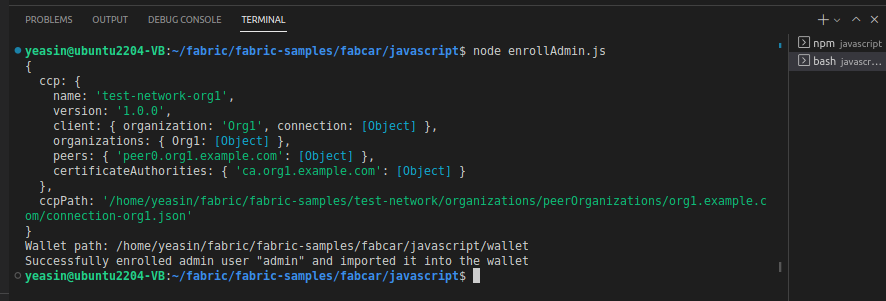 PROBLEMS OUTPUT DEBUG CONSOLE TERMINAL
yeasin@ubuntu2204-VB:~/fabric/fabric-samples/fabcar/javascript$ node enrollAdmin.js
npm javascript
{
bash javascr...
  ccp: {
    name: 'test-network-org1',
    version: '1.0.0',
    client: { organization: 'Org1', connection: [Object] },
    organizations: { Org1: [Object] },
    peers: { 'peer0.org1.example.com': [Object] },
    certificateAuthorities: { 'ca.org1.example.com': [Object] }
  },
  ccpPath: '/home/yeasin/fabric/fabric-samples/test-network/organizations/peerOrganizations/org1.example.c
om/connection-org1.json'
}
Wallet path: /home/yeasin/fabric/fabric-samples/fabcar/javascript/wallet
Successfully enrolled admin user "admin" and imported it into the wallet
yeasin@ubuntu2204-VB:~/fabric/fabric-samples/fabcar/javascript$